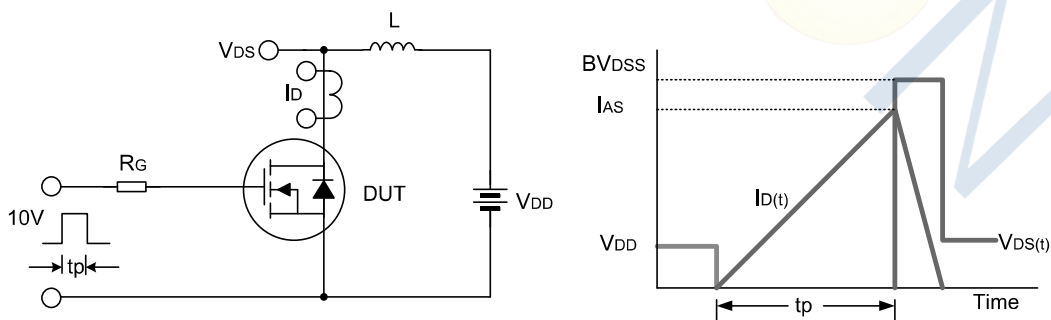 L
VDS
ID
RG
DUT
VDD
10V
tp
BVDSS
IAS
ID(t)
VDD
VDS(t)
tp
Time